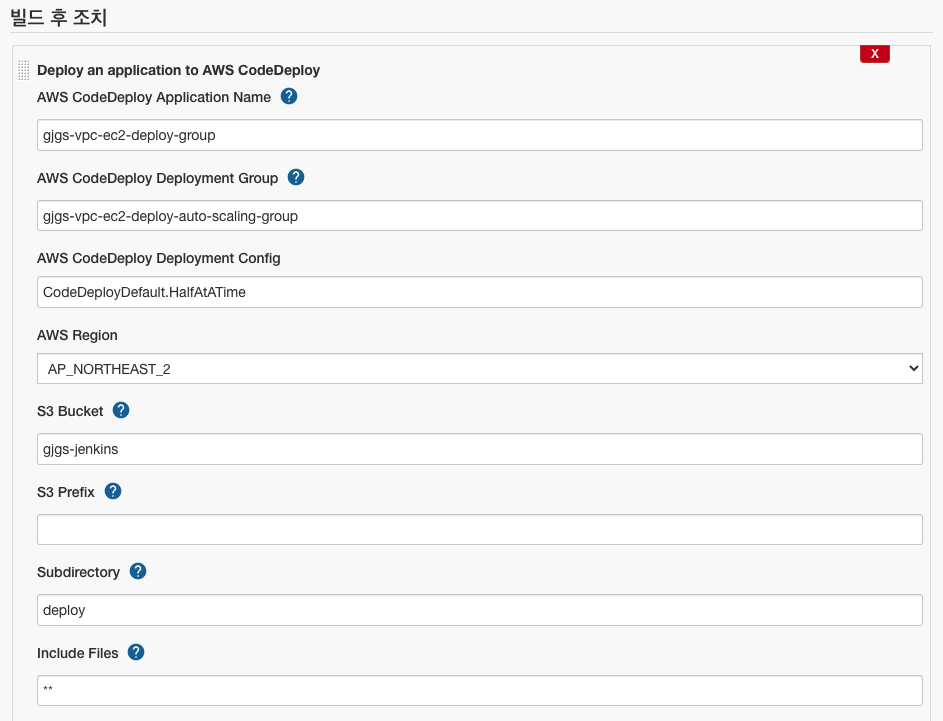 빌드 후 조치
X
Deploy an application to AWS CodeDeploy
AWS CodeDeploy Application Name ?
gjgs-vpc-ec2-deploy-group
AWS CodeDeploy Deployment Group ?
gjgs-vpc-ec2-deploy-auto-scaling-group
AWS CodeDeploy Deployment Config
CodeDeployDefault.HalfAtATime
AWS Region
AP_NORTHEAST_2
S3 Bucket ?
gjgs-jenkins
S3 Prefix ?
Subdirectory ?
deploy
Include Files ?
**